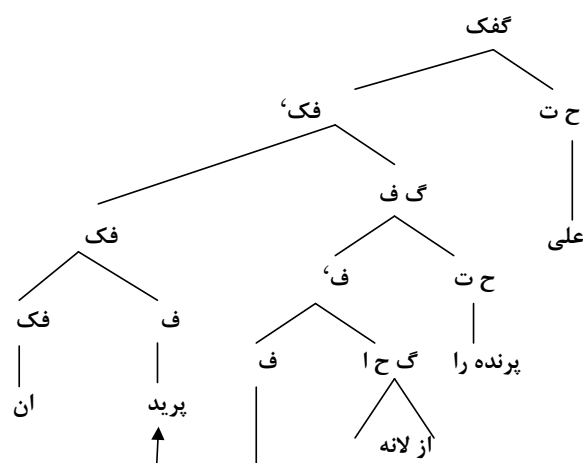 گفک
ح ت فک‘
علی گ ف فک
ح ت ف‘ ف فک
پرنده را گ ح ا ف پرید ان
از لانه